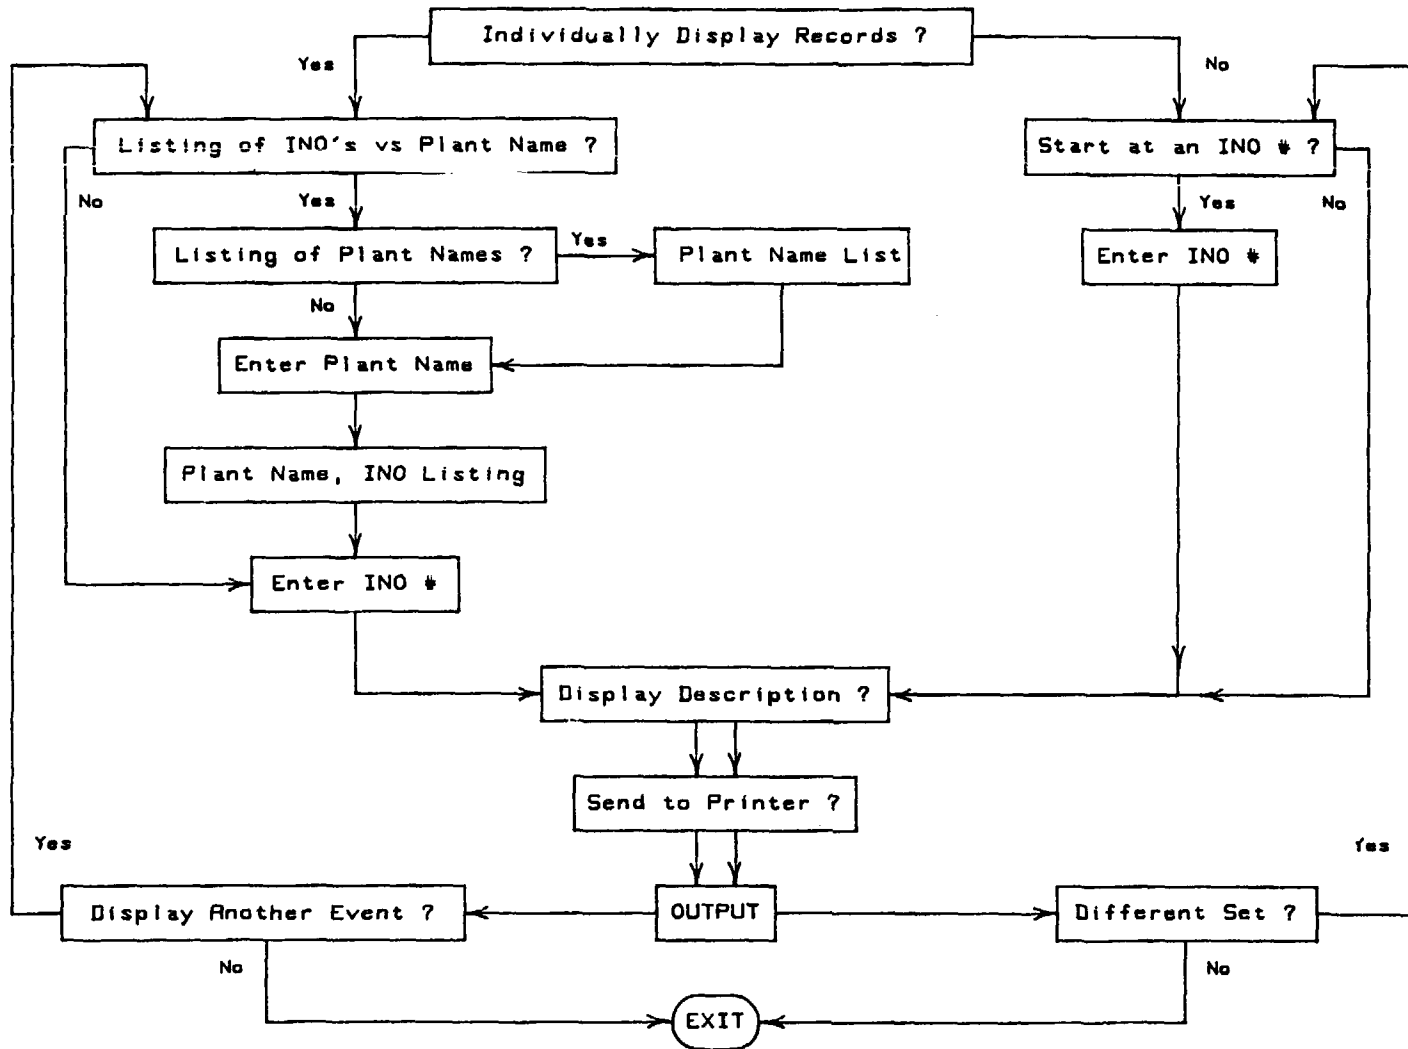 Individually Display Records ?
Yes
No
Listing of INO's vs Plant Name ?
Start at an INO # ?
No
Yes
Yes
No
Listing of Plant Names ?
Yes
Plant Name List
Enter INO #
No
Enter Plant Name
Plant Name, INO Listing
Enter INO #
Display Description ?
Send to Printer ?
Yes
Yes
Display Another Event ?
OUTPUT
Different Set ?
No
No
EXIT